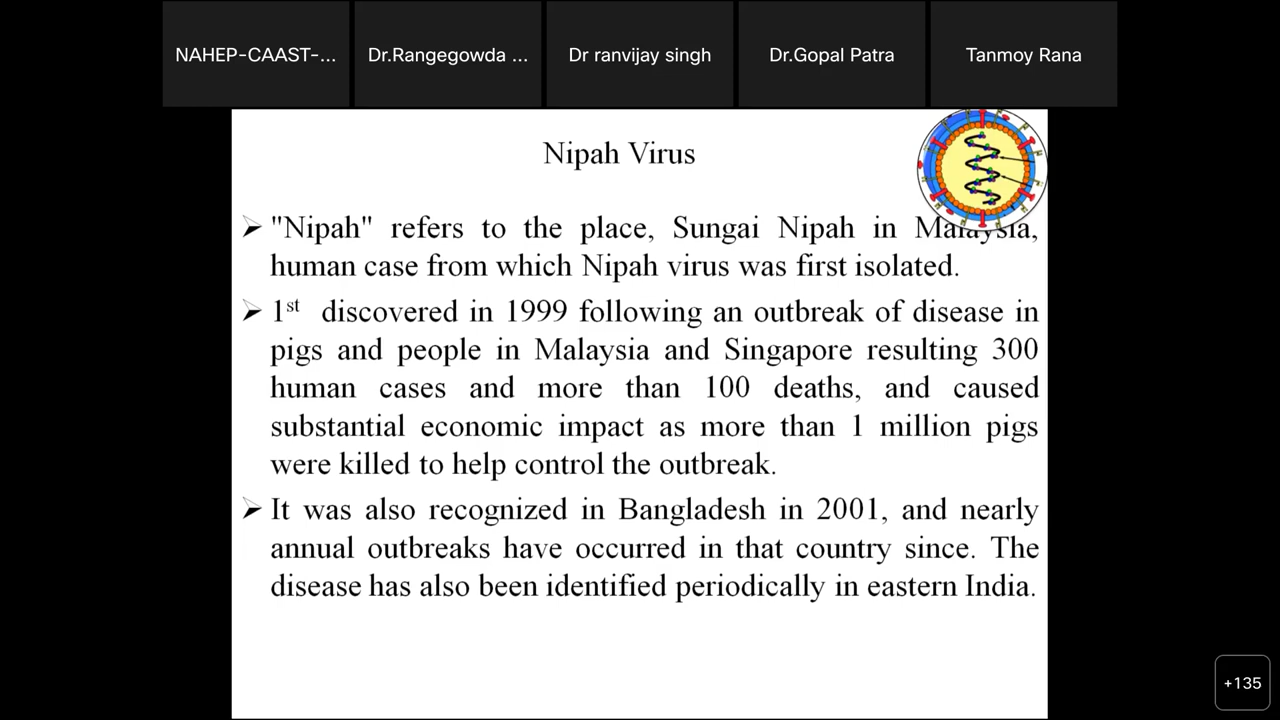 NAHEP-CAAST-...
Dr.Rangegowda ...
Dr ranvijay singh
Dr.Gopal Patra
Tanmoy Rana
Nipah Virus
➢ "Nipah" refers to the place, Sungai Nipah in Malaysia,
human case from which Nipah virus was first isolated.
➢ 1st discovered in 1999 following an outbreak of disease in
pigs and people in Malaysia and Singapore resulting 300
human cases and more than 100 deaths, and caused
substantial economic impact as more than 1 million pigs
were killed to help control the outbreak.
➢ It was also recognized in Bangladesh in 2001, and nearly
annual outbreaks have occurred in that country since. The
disease has also been identified periodically in eastern India.
+135